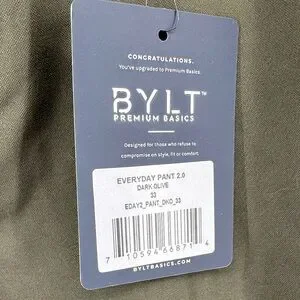 CONGRATULATIONS.
You've upgraded to Premium Basics.
BYLT™
PREMIUM BASICS
Designed for those who refuse to
compromise on style, fit or comfort.
EVERYDAY PANT 2.0
DARK OLIVE
33
EDAY2_PANT_DKO_33
7 10594 66871 4
BYLTBASICS.COM